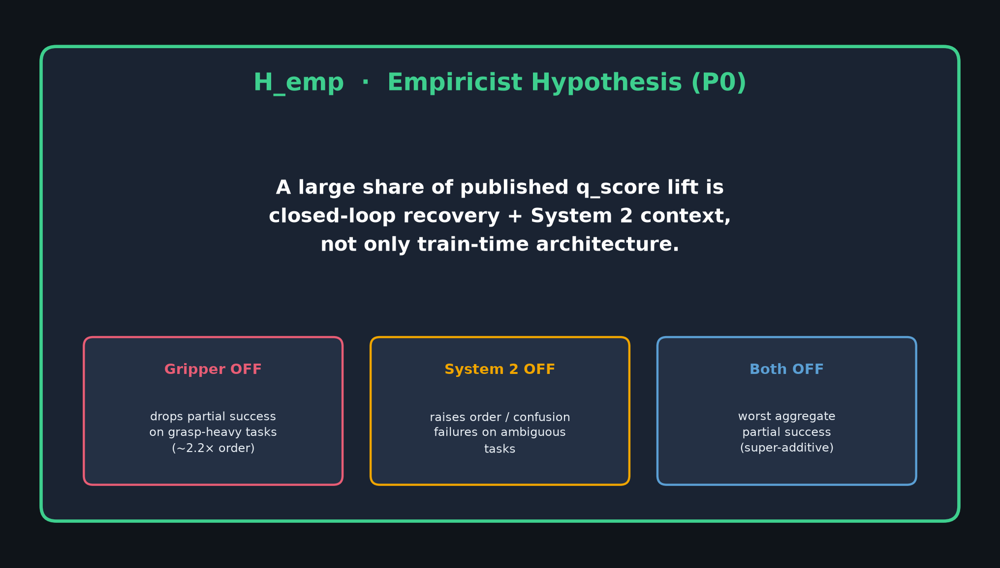 H_emp · Empiricist Hypothesis (P0)
A large share of published q_score lift is
closed-loop recovery + System 2 context,
not only train-time architecture.
Gripper OFF
drops partial success
on grasp-heavy tasks
(~2.2× order)
System 2 OFF
raises order / confusion
failures on ambiguous
tasks
Both OFF
worst aggregate
partial success
(super-additive)